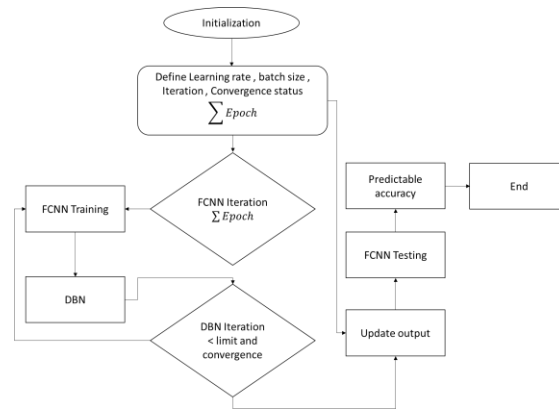 Initialization
Define Learning rate , batch size ,
Iteration , Convergence status
∑ Epoch
FCNN Iteration
∑ Epoch
FCNN Training
DBN
DBN Iteration
< limit and
convergence
Predictable
accuracy
End
FCNN Testing
Update output